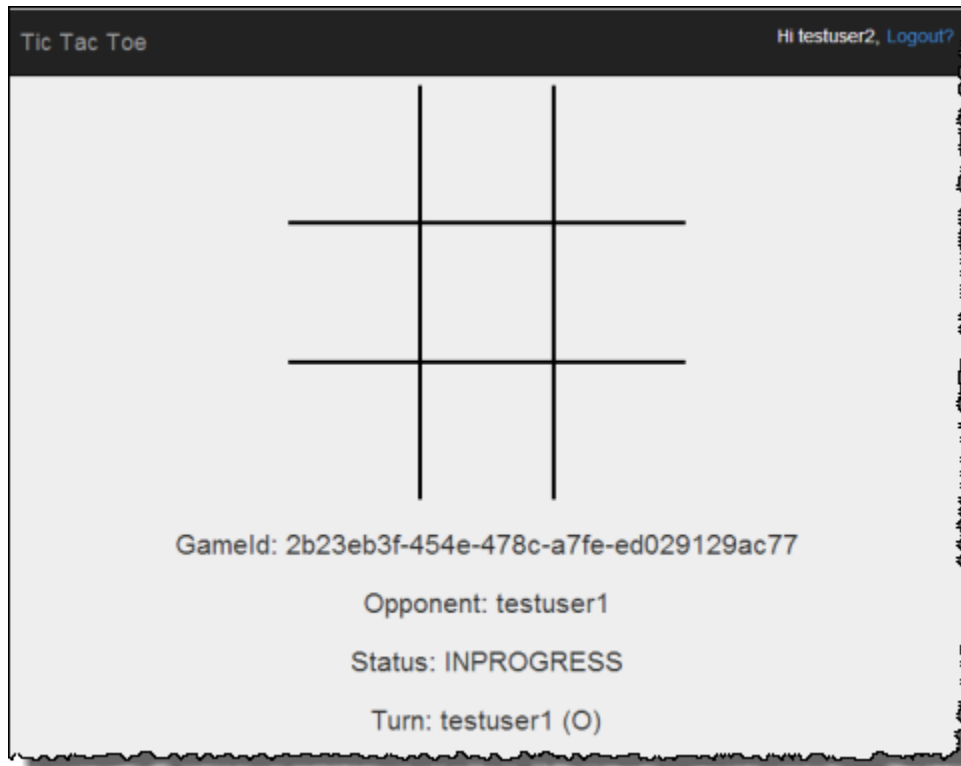 Tic Tac Toe
Hi testuser2, Logout?
GameId: 2b23eb3f-454e-478c-a7fe-ed029129ac77
Opponent: testuser1
Status: INPROGRESS
Turn: testuser1 (O)